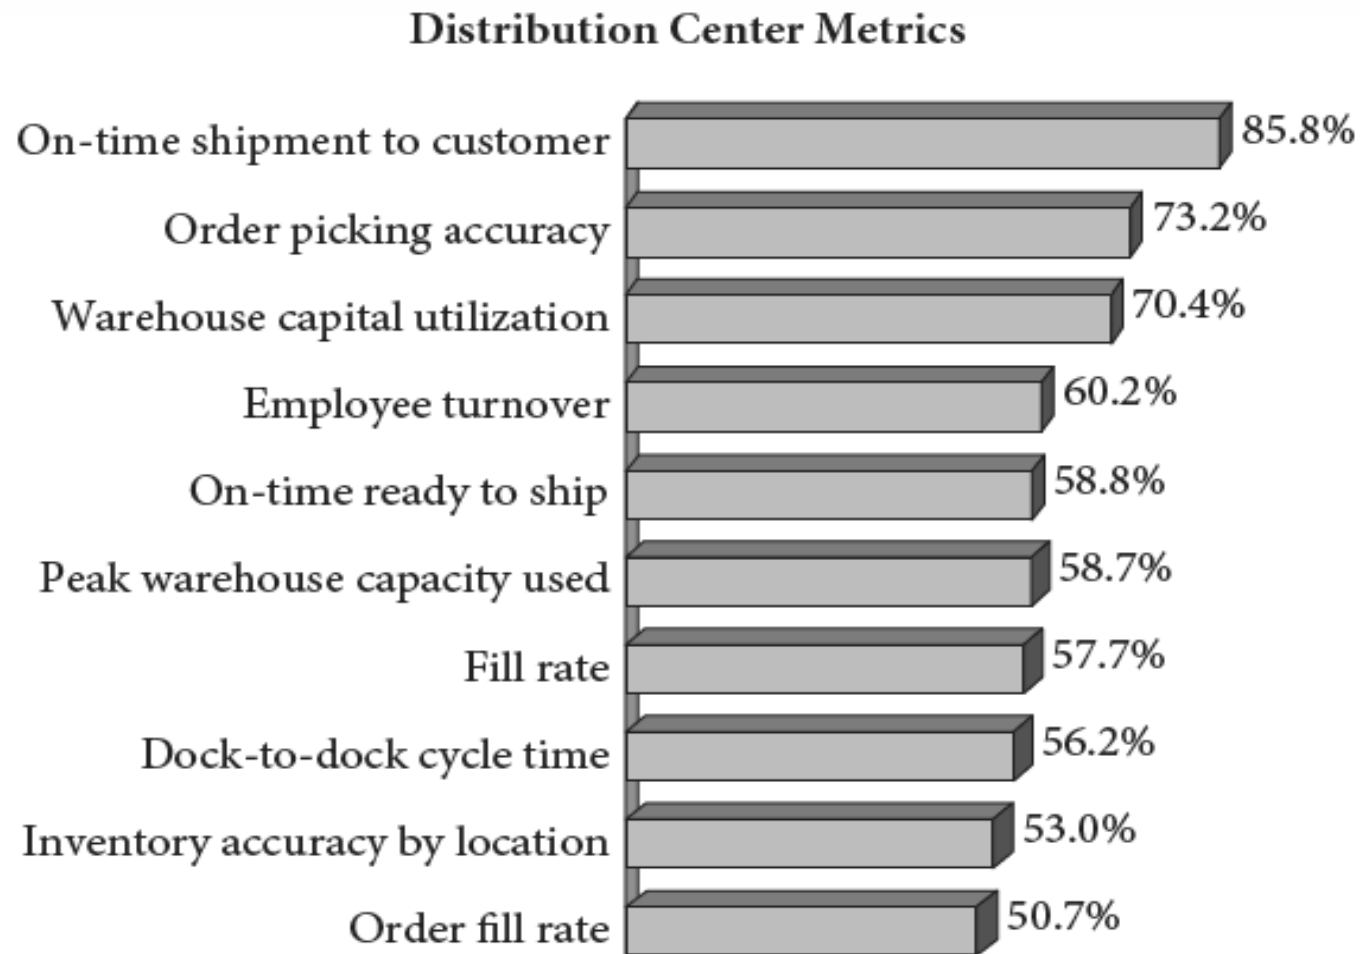 Distribution Center Metrics
On-time shipment to customer 85.8%
Order picking accuracy 73.2%
Warehouse capital utilization 70.4%
Employee turnover 60.2%
On-time ready to ship 58.8%
Peak warehouse capacity used 58.7%
Fill rate 57.7%
Dock-to-dock cycle time 56.2%
Inventory accuracy by location 53.0%
Order fill rate 50.7%